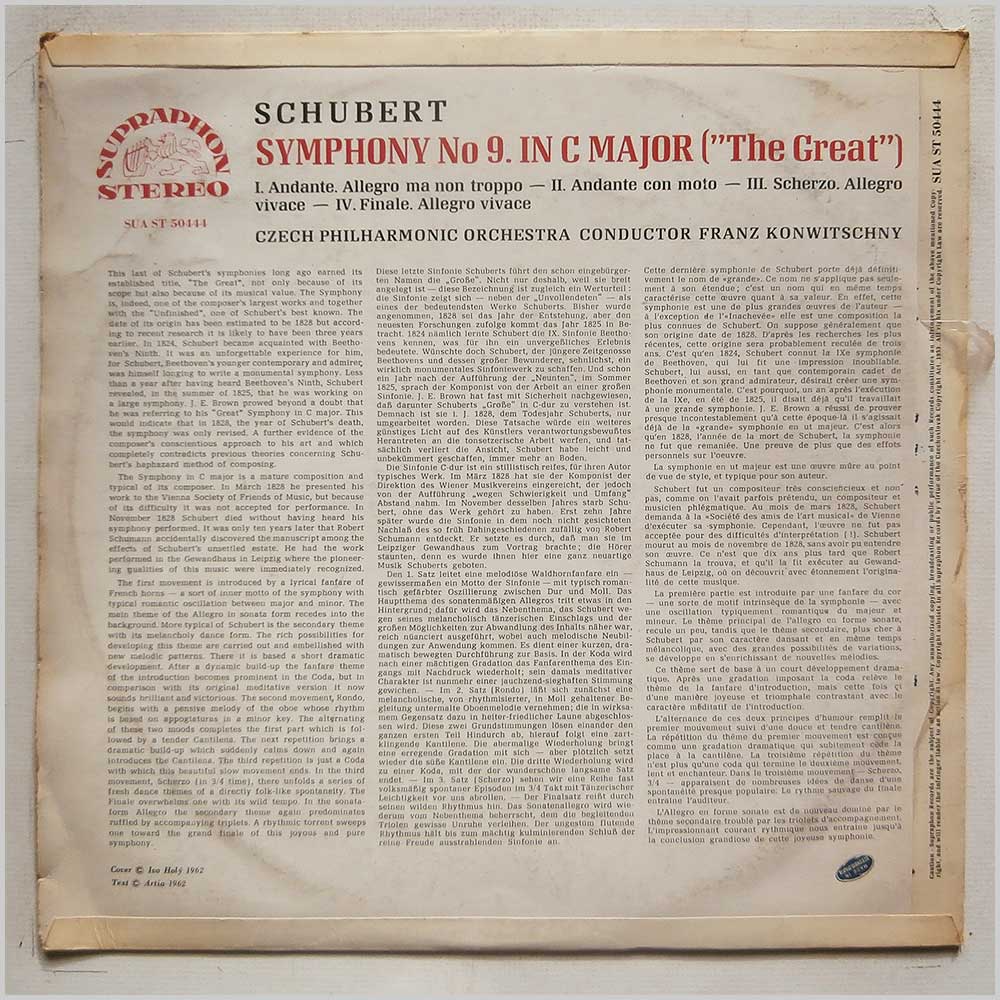 SUPRAPHON
STEREO
SUA ST 50444
SCHUBERT
SYMPHONY No 9. IN C MAJOR ("The Great")
I. Andante. Allegro ma non troppo — II. Andante con moto — III. Scherzo. Allegro
vivace — IV. Finale. Allegro vivace
CZECH PHILHARMONIC ORCHESTRA CONDUCTOR FRANZ KONWITSCHNY
This last of Schubert's symphonies long ago earned its
established title, "The Great", not only because of its
scope but also because of its musical value. The Symphony
is, indeed, one of the composer's largest works and together
with the "Unfinished", one of Schubert's best known. The
date of its origin has been estimated to be 1828 but accord-
ing to recent research it is likely to have been three years
earlier. In 1824, Schubert became acquainted with Beetho-
ven's Ninth. It was an unforgettable experience for him,
for Schubert, Beethoven's younger contemporary and admirer,
was himself longing to write a monumental symphony. Less
than a year after having heard Beethoven's Ninth, Schubert
revealed, in the summer of 1825, that he was working on
a large symphony. J. E. Brown proved beyond a doubt that
he was referring to his "Great" Symphony in C major. This
would indicate that in 1828, the year of Schubert's death,
the symphony was only revised. A further evidence of the
composer's conscientious approach to his art and which
completely contradicts previous theories concerning Schu-
bert's haphazard method of composing.
The Symphony in C major is a mature composition and
typical of its composer. In March 1828 he presented his
work to the Vienna Society of Friends of Music, but because
of its difficulty it was not accepted for performance. In
November 1828 Schubert died without having heard his
symphony performed. It was only ten years later that Robert
Schumann accidentally discovered the manuscript among the
effects of Schubert's unsettled estate. He had the work
performed in the Gewandhaus in Leipzig where the pioneer-
ing qualities of this music were immediately recognized.
The first movement is introduced by a lyrical fanfare of
French horns — a sort of inner motto of the symphony with
typical romantic oscillation between major and minor. The
main theme of the Allegro in sonata form recedes into the
background. More typical of Schubert is the secondary theme
with its melancholy dance form. The rich possibilities for
developing this theme are carried out and embellished with
new melodic patterns. There it is based a short dramatic
development. After a dynamic build-up the fanfare theme
of the introduction becomes prominent in the Coda, but in
comparison with its original meditative version it now
sounds brilliant and victorious. The second movement, Rondo,
begins with a pensive melody of the oboe whose rhythm
is based on appogiaturas in a minor key. The alternating
of these two moods completes the first part which is fol-
lowed by a tender Cantilena. The next repetition brings a
dramatic build-up which suddenly calms down and again
introduces the Cantilena. The third repetition is just a Coda
with which this beautiful slow movement ends. In the third
movement, Scherzo (in 3/4 time), there unfolds a series of
fresh dance themes of a directly folk-like spontaneity. The
Finale overwhelms one with its wild tempo. In the sonata-
form Allegro the secondary theme again predominates
ruffled by accompanying triplets. A rhythmic torrent sweeps
one toward the grand finale of this joyous and pure
symphony.
Cover © Ivo Holý 1962
Text © Artia 1962
Diese letzte Sinfonie Schuberts führt den schon eingebürger-
ten Namen die „Große". Nicht nur deshalb, weil sie breit
angelegt ist — diese Bezeichnung ist zugleich ein Werturteil:
die Sinfonie zeigt sich — neben der „Unvollendeten" — als
eines der bedeutendsten Werke Schuberts. Bisher wurde
angenommen, 1828 sei das Jahr der Entstehung, aber den
neuesten Forschungen zufolge kommt das Jahr 1825 in Be-
tracht. 1824 nämlich lernte Schubert die IX. Sinfonie Beetho-
vens kennen, was für ihn ein unvergeßliches Erlebnis
bedeutete. Wünschte doch Schubert, der jüngere Zeitgenosse
Beethovens und dessen großer Bewunderer, sehnlichst, ein
wirklich monumentales Sinfoniewerk zu schaffen. Und schon
ein Jahr nach der Aufführung der „Neunten", im Sommer
1825, sprach der Komponist von der Arbeit an einer großen
Sinfonie. J. E. Brown hat fast mit Sicherheit nachgewiesen,
daß darunter Schuberts „Große" in C-dur zu verstehen ist.
Demnach ist sie i. J. 1828, dem Todesjahr Schuberts, nur
umgearbeitet worden. Diese Tatsache würde ein weiteres
günstiges Licht auf des Künstlers verantwortungsbewußtes
Herantreten an die tonsetzerische Arbeit werfen, und tat-
sächlich verliert die Ansicht, Schubert habe leicht und
unbekümmert geschaffen, immer mehr an Boden.
Die Sinfonie C-dur ist ein stilistisch reifes, für ihren Autor
typisches Werk. Im März 1828 hat sie der Komponist der
Direktion des Wiener Musikvereins eingereicht, der jedoch
von der Aufführung „wegen Schwierigkeit und Umfang"
Abstand nahm. Im November desselben Jahres starb Schu-
bert, ohne das Werk gehört zu haben. Erst zehn Jahre
später wurde die Sinfonie in dem noch nicht gesichteten
Nachlaß des so früh Dahingeschiedenen zufällig von Robert
Schumann entdeckt. Er setzte es durch, daß man sie im
Leipziger Gewandhaus zum Vortrag brachte; die Hörer
staunten, denn es wurde ihnen hier eine ganz neuartige
Musik Schuberts geboten.
Den 1. Satz leitet eine melodiöse Waldhornfanfare ein —
gewissermaßen ein Motto der Sinfonie — mit typisch roman-
tisch gefärbter Oszillierung zwischen Dur und Moll. Das
Hauptthema des sonatenmäßigen Allegros tritt etwas in den
Hintergrund; dafür wird das Nebenthema, das Schubert we-
gen seines melancholisch tänzerischen Einschlags und der
großen Möglichkeiten zur Abwandlung des Inhalts näher war,
reich nünanciert ausgeführt, wobei auch melodische Neubil-
dungen zur Anwendung kommen. Es dient einer kurzen, dra-
matisch bewegten Durchführung zur Basis. In der Koda wird
nach einer mächtigen Gradation das Fanfarenthema des Ein-
gangs mit Nachdruck wiederholt; sein damals meditativer
Charakter ist nunmehr einer jauchzend-sieghaften Stimmung
gewichen. — Im 2. Satz (Rondo) läßt sich zunächst eine
melancholische, von rhythmisierter, in Moll gehaltener Be-
gleitung untermalte Oboenmelodie vernehmen; die in wirksa-
mem Gegensatz dazu in heiter-friedlicher Laune abgeschlos-
sen wird. Diese zwei Grundstimmungen lösen einander den
ganzen ersten Teil Hindurch ab, hierauf folgt eine zart-
klingende Kantilene. Die abermalige Wiederholung bringt
eine erregende Gradation mit sich — aber plötzlich setzt
wieder die süße Kantilene ein. Die dritte Wiederholung wird
zu einer Koda, mit der der wunderschöne langsame Satz
endet. — Im 3. Satz (Scherzo) sehen wir eine Reihe fast
volksmäßig spontaner Episoden im 3/4 Takt mit Tänzerischer
Leichtigkeit vor uns abrollen. — Der Finalsatz reißt durch
seinen wilden Rhythmus hin. Das Sonatenallegro wird wie-
derum vom Nebenthema beherrscht, dem die begleitenden
Triolen gewisse Unruhe verleihen. Der ungestüm flutende
Rhythmus hält bis zum mächtig kulminierenden Schluß der
reine Freude ausstrahlenden Sinfonie an.
Cette dernière symphonie de Schubert porte déjà définiti-
vement le nom de «grande». Ce nom ne s'applique pas seule-
ment à son étendue; c'est un nom qui en même temps
caractérise cette œuvre quant à sa valeur. En effet, cette
symphonie est une de plus grandes œuvres de l'auteur —
à l'exception de l'«Inachevée» elle est une composition la
plus connues de Schubert. On suppose généralement que
son origine date de 1828. D'après les recherches les plus
récentes, cette origine sera probablement reculée de trois
ans. C'est qu'en 1824, Schubert connut la IXe symphonie
de Beethoven, qui lui fit une impression inoubliable.
Schubert, lui aussi, en tant que contemporain cadet de
Beethoven et son grand admirateur, désirait créer une sym-
phonie monumentale. C'est pourquoi, un an après l'exécution
de la IXe, en été de 1825, il disait déjà qu'il travaillait
à une grande symphonie. J. E. Brown a réussi de prouver
presque incontestablement qu'à cette époque-là il s'agissait
déjà de la «grande» symphonie en ut majeur. C'est alors
qu'en 1828, l'année de la mort de Schubert, la symphonie
ne fut que remaniée. Une preuve de plus que des effets
personnels sur l'oeuvre.
La symphonie en ut majeur est une œuvre mûre au point
de vue de style, et typique pour son auteur.
Schubert fut un compositeur très consciencieux et non
pas, comme on l'avait parfois prétendu, un compositeur et
musicien phlégmatique. Au mois de mars 1828, Schubert
demanda à la «Société des amis de l'art musical» de Vienne
d'exécuter sa symphonie. Cependant, l'œuvre ne fut pas
acceptée pour des difficultés d'interprétation (!). Schubert
mourut au mois de novembre de 1828, sans avoir pu entendre
son œuvre. Ce n'est que dix ans plus tard que Robert
Schumann la trouva, et qu'il la fit exécuter au Gewand-
haus de Leipzig, où on découvrit avec étonnement l'origina-
lité de cette musique.
La première partie est introduite par une fanfare du cor
— une sorte de motif intrinsèque de la symphonie — avec
une oscillation typiquement romantique du majeur et
mineur. Le thème principal de l'allegro en forme sonate,
recule un peu, tandis que le thème secondaire, plus cher à
Schubert par son caractère dansant et en même temps
mélancolique, avec des grandes possibilités de variations,
se développe en s'enrichissant de nouvelles mélodies.
Ce thème sert de base à un court développement drama-
tique. Après une gradation imposant la coda relève le
thème de la fanfare d'introduction, mais cette fois çi
d'une manière joyeuse et triomphale contrastant avec le
caractère méditatif de l'introduction.
L'alternance de ces deux principes d'humour remplit le
premier mouvement suivi d'une douce et tendre cantilène.
La répétition du thème du premier mouvement est conçue
comme une gradation dramatique qui subitement cède la
place à la cantilène. La troisième répétition du thème
n'est plus qu'une coda qui termine le deuxième mouvement,
lent et enchanteur. Dans le troisième mouvement — Scherzo,
3/4 — apparaissent de nombreuses idées de danse d'une
spontanéité presque populaire. Le rythme sauvage du finale
entraîne l'auditeur.
L'Allegro en forme sonate est de nouveau dominé par le
thème secondaire troublé par les triolets d'accompagnement.
L'impressionnant courant rythmique nous entraîne jusqu'à
la conclusion grandiose de cette joyeuse symphonie.
SUA ST 50444